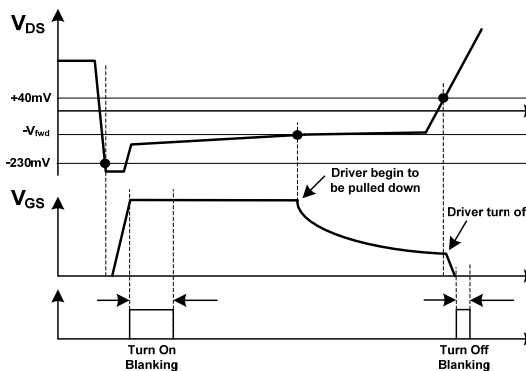 VDS
+40mV
-Vfwd
-230mV
VGS
Driver begin to
be pulled down
Driver turn of
Turn On
Blanking
Turn Off
Blanking